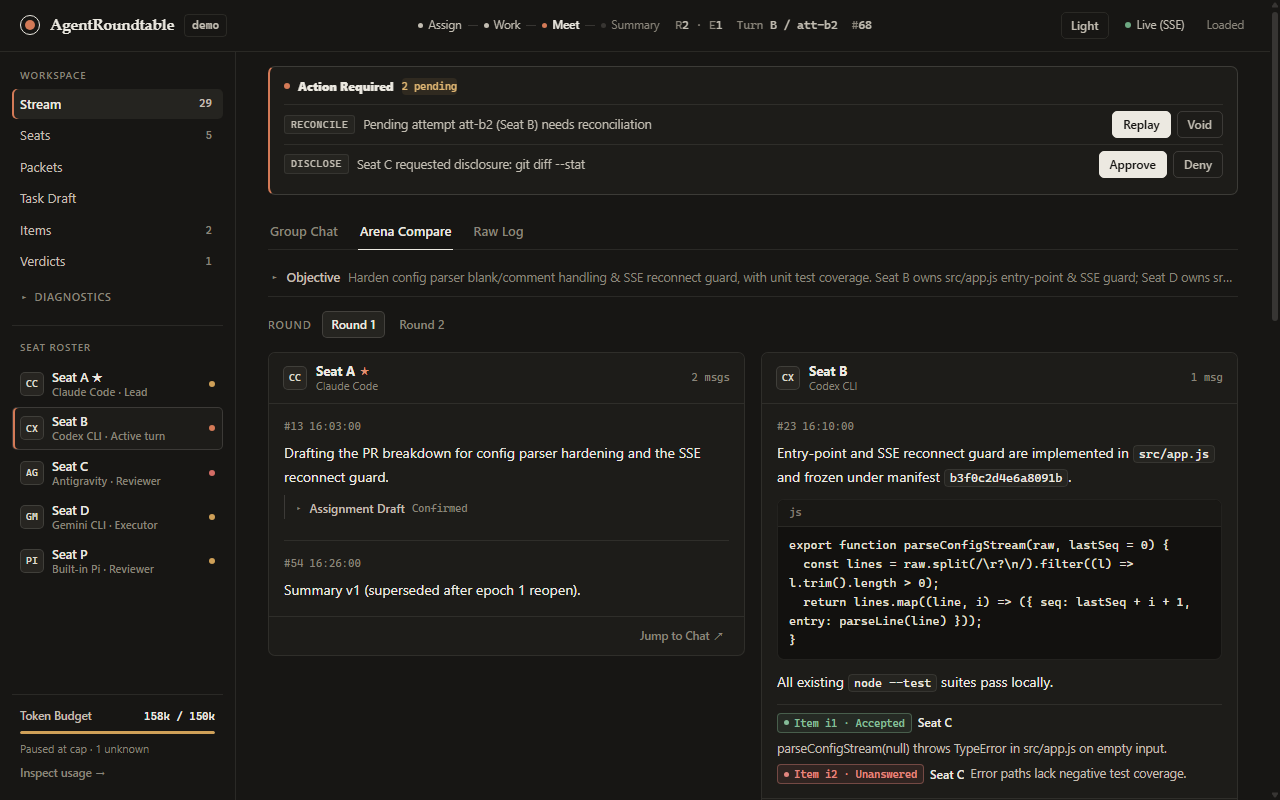 AgentRoundtable demo
Assign Work Meet Summary R2 · E1 Turn B / att-b2 #68
Light Live (SSE) Loaded
WORKSPACE
Stream 29
Seats 5
Packets
Task Draft
Items 2
Verdicts 1
DIAGNOSTICS
SEAT ROSTER
CC Seat A ★
Claude Code · Lead
CX Seat B
Codex CLI · Active turn
AG Seat C
Antigravity · Reviewer
GM Seat D
Gemini CLI · Executor
PI Seat P
Built-in Pi · Reviewer
Token Budget 158k / 150k
Paused at cap · 1 unknown
Inspect usage →
Action Required 2 pending
RECONCILE Pending attempt att-b2 (Seat B) needs reconciliation Replay Void
DISCLOSE Seat C requested disclosure: git diff --stat Approve Deny
Group Chat Arena Compare Raw Log
Objective Harden config parser blank/comment handling & SSE reconnect guard, with unit test coverage. Seat B owns src/app.js entry-point & SSE guard; Seat D owns sr...
ROUND Round 1 Round 2
CC Seat A ★ 2 msgs
Claude Code
#13 16:03:00
Drafting the PR breakdown for config parser hardening and the SSE
reconnect guard.
Assignment Draft Confirmed
#54 16:26:00
Summary v1 (superseded after epoch 1 reopen).
Jump to Chat ↗
CX Seat B 1 msg
Codex CLI
#23 16:10:00
Entry-point and SSE reconnect guard are implemented in src/app.js
and frozen under manifest b3f0c2d4e6a8091b.
js
export function parseConfigStream(raw, lastSeq = 0) {
const lines = raw.split(/\r?\n/).filter((l) =>
l.trim().length > 0);
return lines.map((line, i) => ({ seq: lastSeq + i + 1,
entry: parseLine(line) }));
}
All existing node --test suites pass locally.
Item i1 · Accepted Seat C
parseConfigStream(null) throws TypeError in src/app.js on empty input.
Item i2 · Unanswered Seat C Error paths lack negative test coverage.